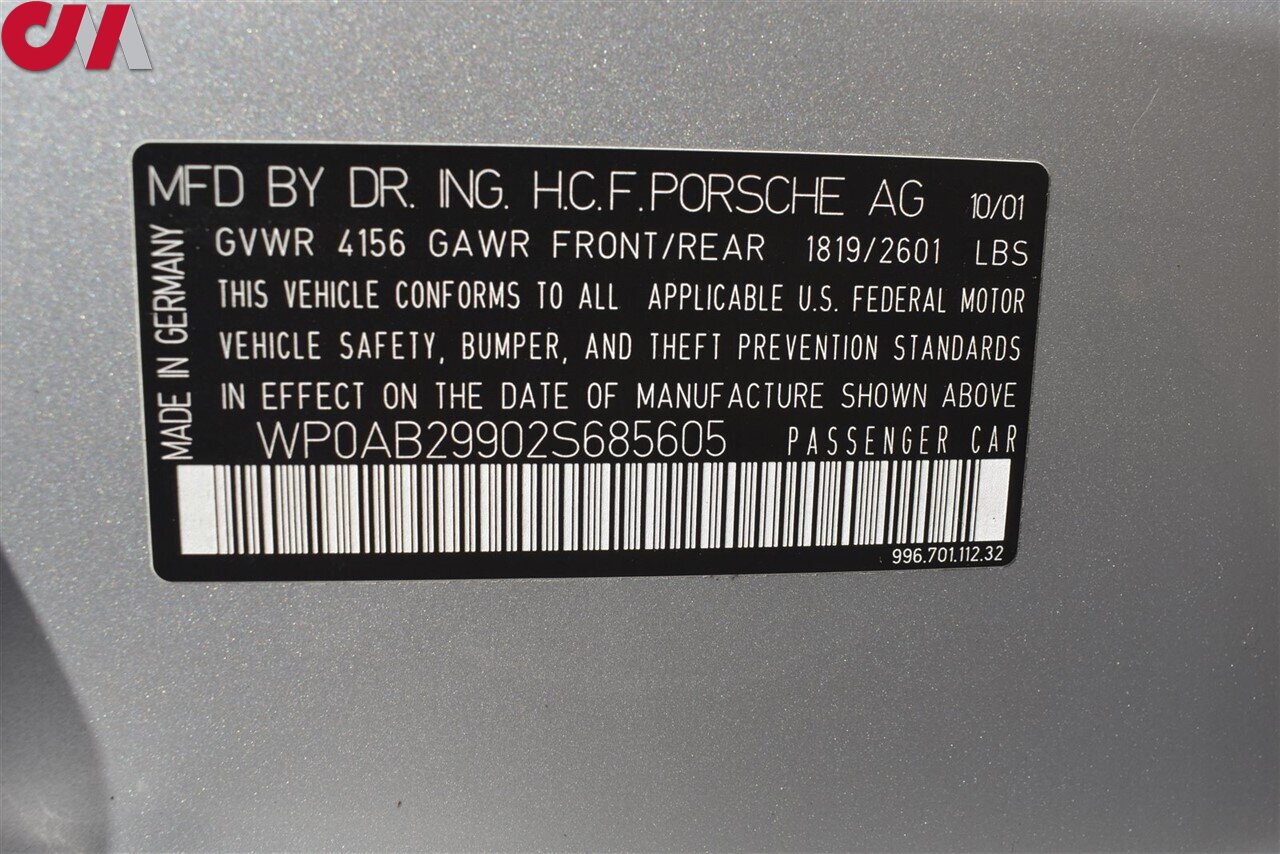 MFD BY DR. ING. H.C.F.PORSCHE AG 10/01
GVWR 4156 GAWR FRONT/REAR 1819/2601 LBS
THIS VEHICLE CONFORMS TO ALL APPLICABLE U.S. FEDERAL MOTOR
VEHICLE SAFETY, BUMPER, AND THEFT PREVENTION STANDARDS
IN EFFECT ON THE DATE OF MANUFACTURE SHOWN ABOVE
WP0AB29902S685605 PASSENGER CAR
996.701.112.32
MADE IN GERMANY